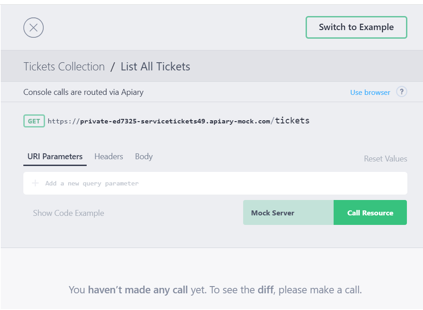 Switch to Example
Tickets Collection / List All Tickets
Console calls are routed via Apiary
Use browser ?
GET https://private-ed7325-servicetickets49.apiary-mock.com/tickets
URI Parameters Headers Body
Reset Values
+ Add a new query parameter
Show Code Example
Mock Server
Call Resource
You haven't made any call yet. To see the diff, please make a call.